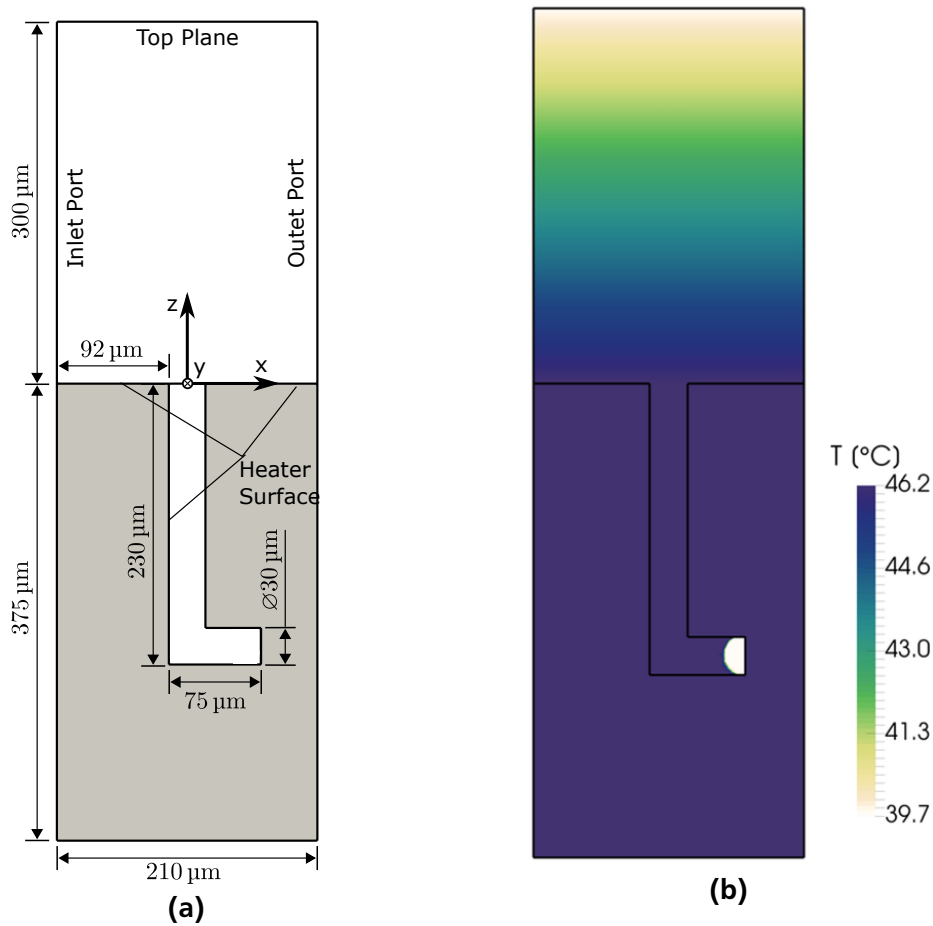 Top Plane
300 µm
Inlet Port
Outet Port
z
92 µm
y
x
Heater
Surface
230 µm
⌀30 µm
375 µm
75 µm
210 µm
(a)
T (°C)
46.2
44.6
43.0
41.3
39.7
(b)